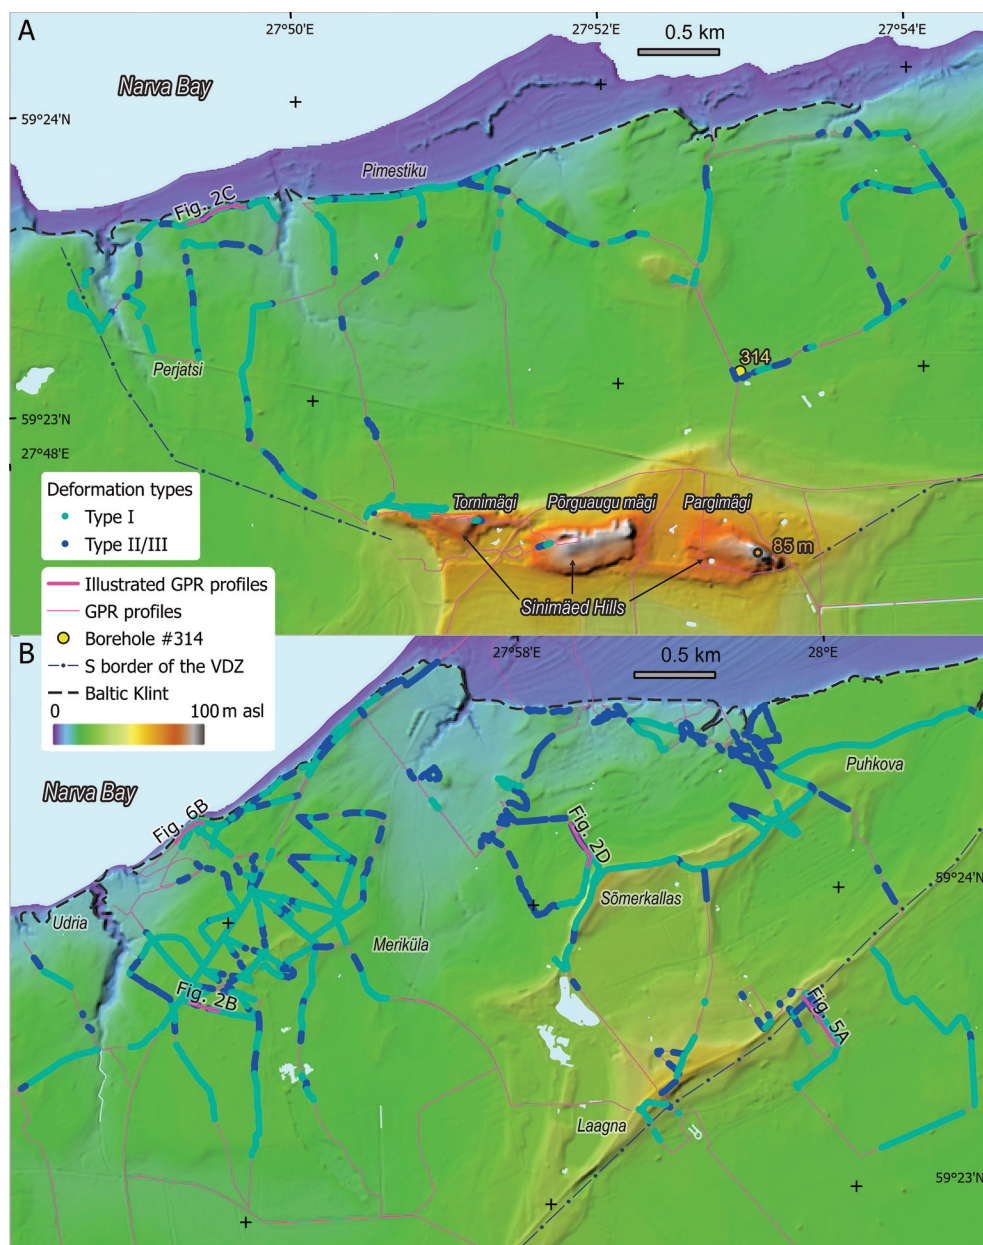 A
27°50'E
27°52'E
27°54'E
0.5 km
Narva Bay
59°24'N
Pimestiku
Fig. 2C
Perjatsi
314
59°23'N
27°48'E
Tornimägi
Põrguaugu mägi
Pargimägi
85 m
Sinimäed Hills
Deformation types
Type I
Type II/III
Illustrated GPR profiles
GPR profiles
Borehole #314
S border of the VDZ
Baltic Klint
0
100 m asl
B
27°58'E
28°E
0.5 km
Puhkova
Narva Bay
Fig. 6B
Fig. 2D
59°24'N
Sõmerkallas
Udria
Meriküla
Fig. 2B
Fig. 5A
Laagna
59°23'N